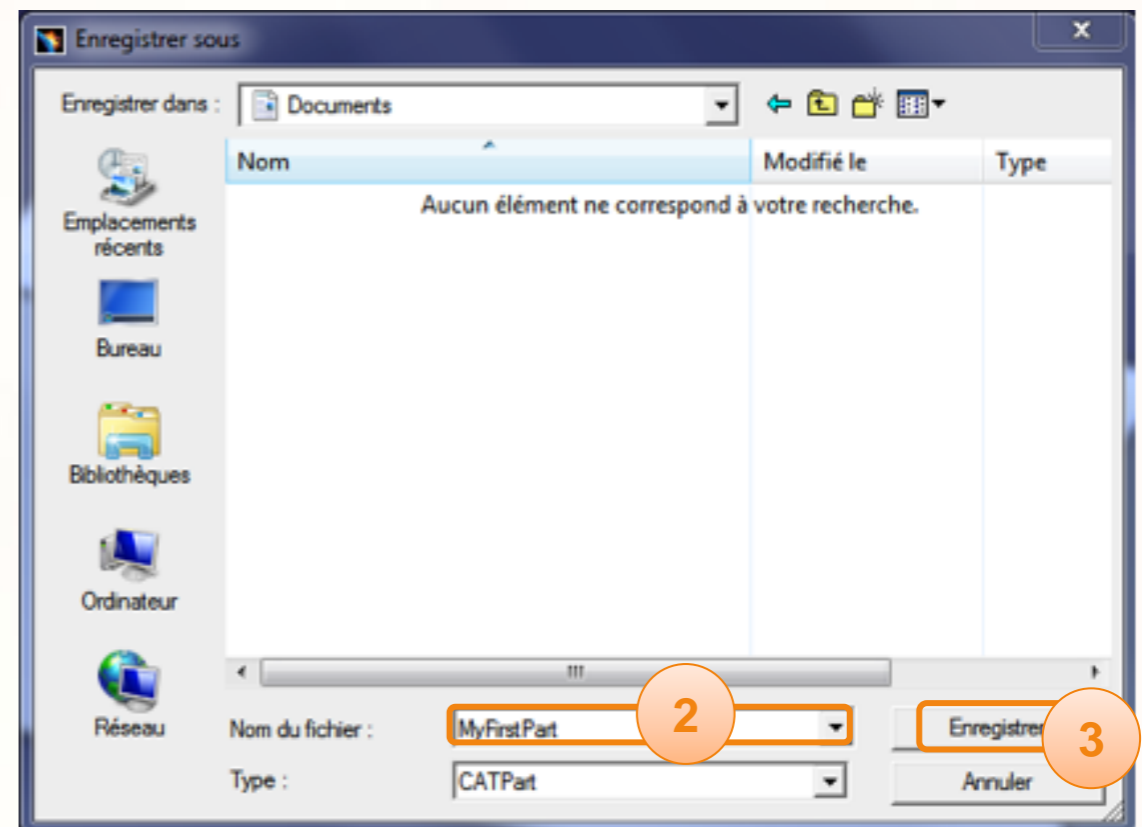 Enregistrer sous
x
Enregistrer dans :
Documents
Nom
Modifié le
Type
Aucun élément ne correspond à votre recherche.
Emplacements
récents
Bureau
Bibliothèques
Ordinateur
Réseau
Nom du fichier :
MyFirstPart
2
Enregistrer
3
Type :
CATPart
Annuler